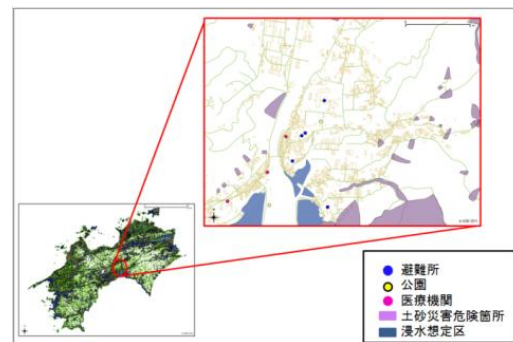 避難所
公園
医療機関
土砂災害危険箇所
浸水想定区